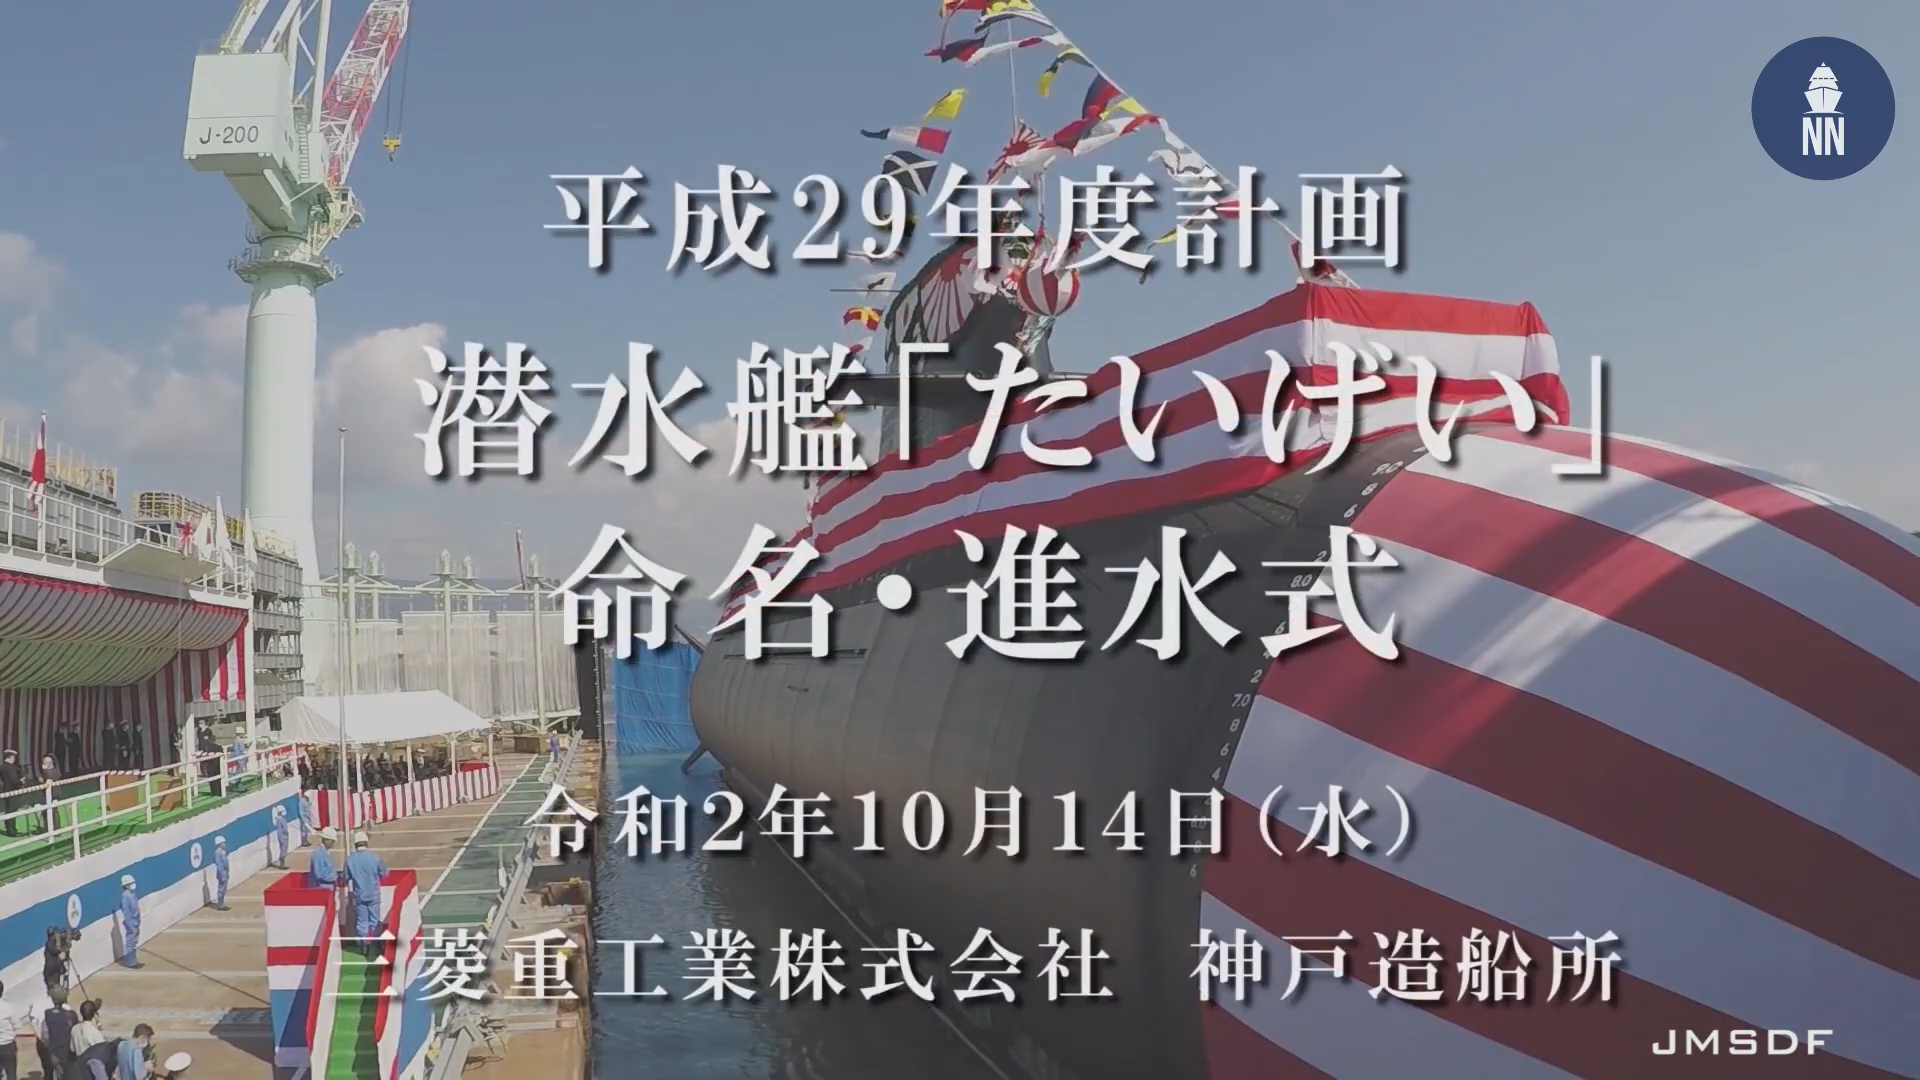 J-200
NN
平成29年度計画
潜水艦「たいげい」
命名・進水式
令和2年10月14日（水）
三菱重工業株式会社　神戸造船所
JMSDF